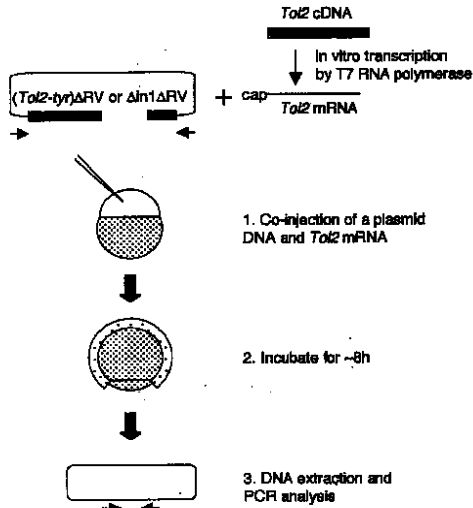 Tol2 cDNA
In vitro transcription
by T7 RNA polymerase
(Tol2-tyr)ΔRV or Δin1ΔRV
+
cap
Tol2 mRNA
1. Co-injection of a plasmid
DNA and Tol2 mRNA
2. Incubate for ~8h
3. DNA extraction and
PCR analysis